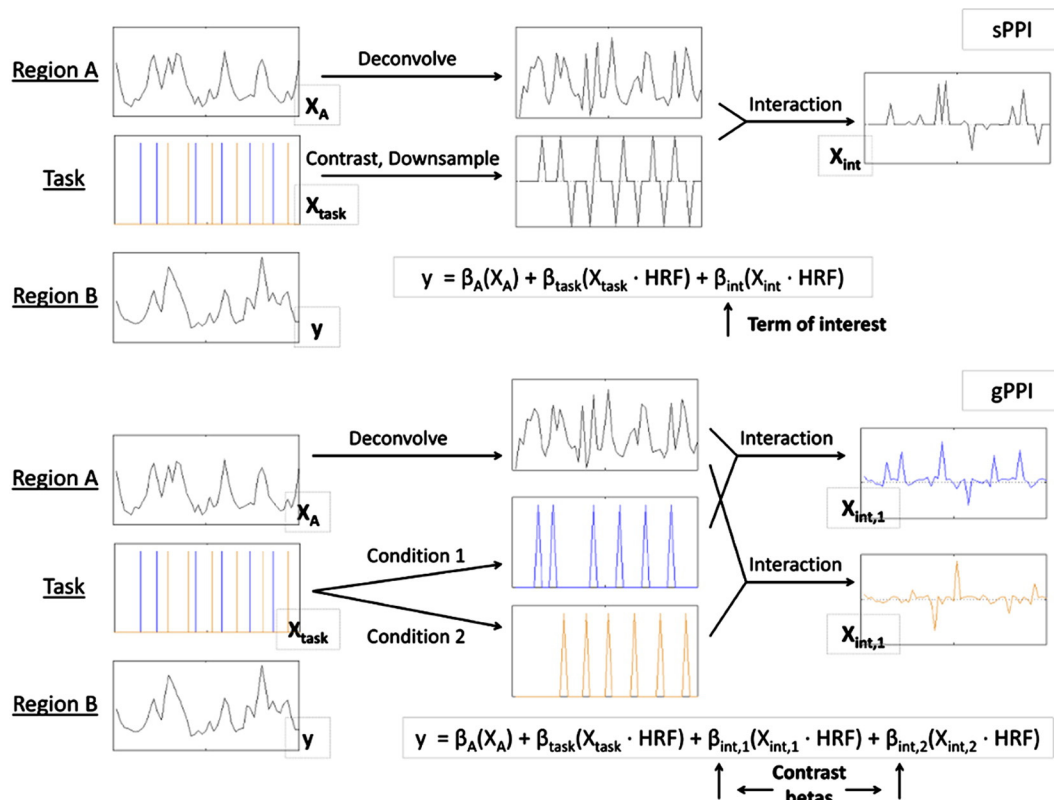 sPPI
Region A
Deconvolve
X_A
Interaction
X_int
Task
Contrast, Downsample
X_task
Region B
y
y = β_A(X_A) + β_task(X_task · HRF) + β_int(X_int · HRF)
Term of interest
gPPI
Region A
Deconvolve
X_A
Interaction
X_int,1
Task
Condition 1
Condition 2
X_task
Interaction
X_int,1
Region B
y
y = β_A(X_A) + β_task(X_task · HRF) + β_int,1(X_int,1 · HRF) + β_int,2(X_int,2 · HRF)
Contrast
betas